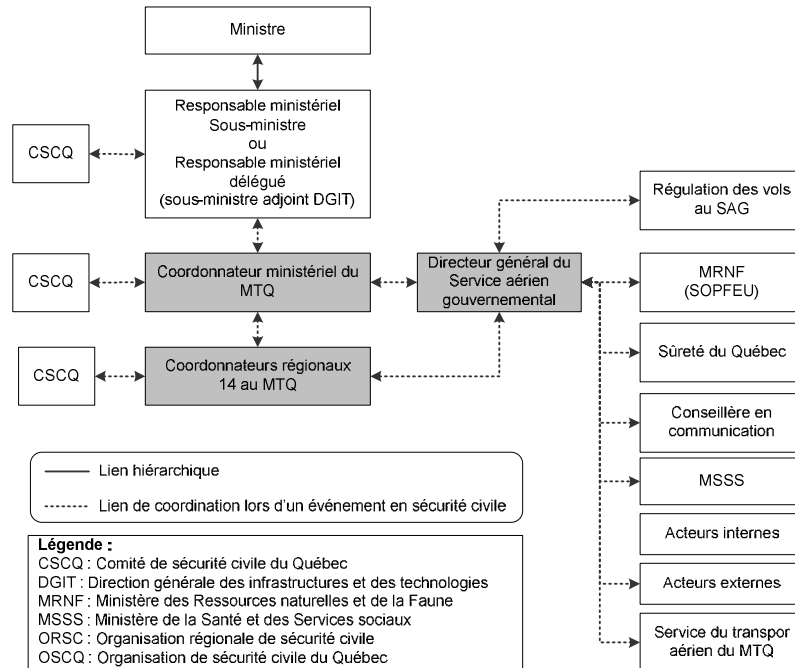 Ministre
Responsable ministériel
Sous-ministre
ou
Responsable ministériel
délégué
(sous-ministre adjoint DGIT)
CSCQ
Régulation des vols
au SAG
CSCQ
Coordonnateur ministériel du
MTQ
Directeur général du
Service aérien
gouvernemental
MRNF
(SOPFEU)
CSCQ
Coordonnateurs régionaux
14 au MTQ
Sûreté du Québec
Conseillère en
communication
MSSS
Acteurs internes
Acteurs externes
Service du transpor
aérien du MTQ
Lien hiérarchique
Lien de coordination lors d'un événement en sécurité civile
Légende :
CSCQ : Comité de sécurité civile du Québec
DGIT : Direction générale des infrastructures et des technologies
MRNF : Ministère des Ressources naturelles et de la Faune
MSSS : Ministère de la Santé et des Services sociaux
ORSC : Organisation régionale de sécurité civile
OSCQ : Organisation de sécurité civile du Québec